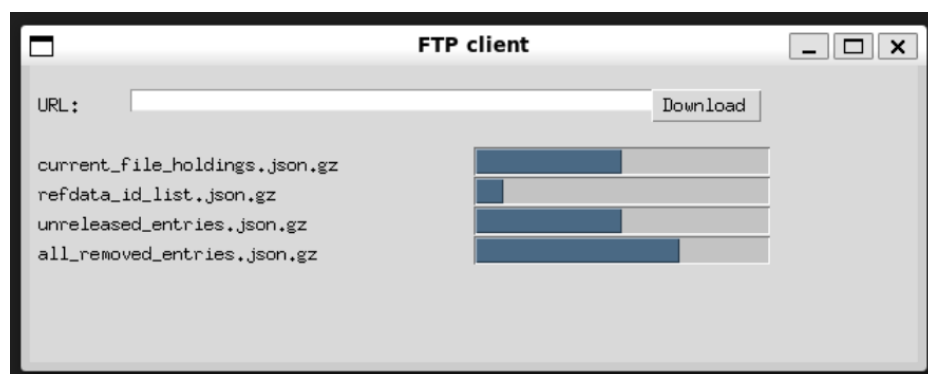 FTP client
URL: Download
current_file_holdings.json.gz
refdata_id_list.json.gz
unreleased_entries.json.gz
all_removed_entries.json.gz